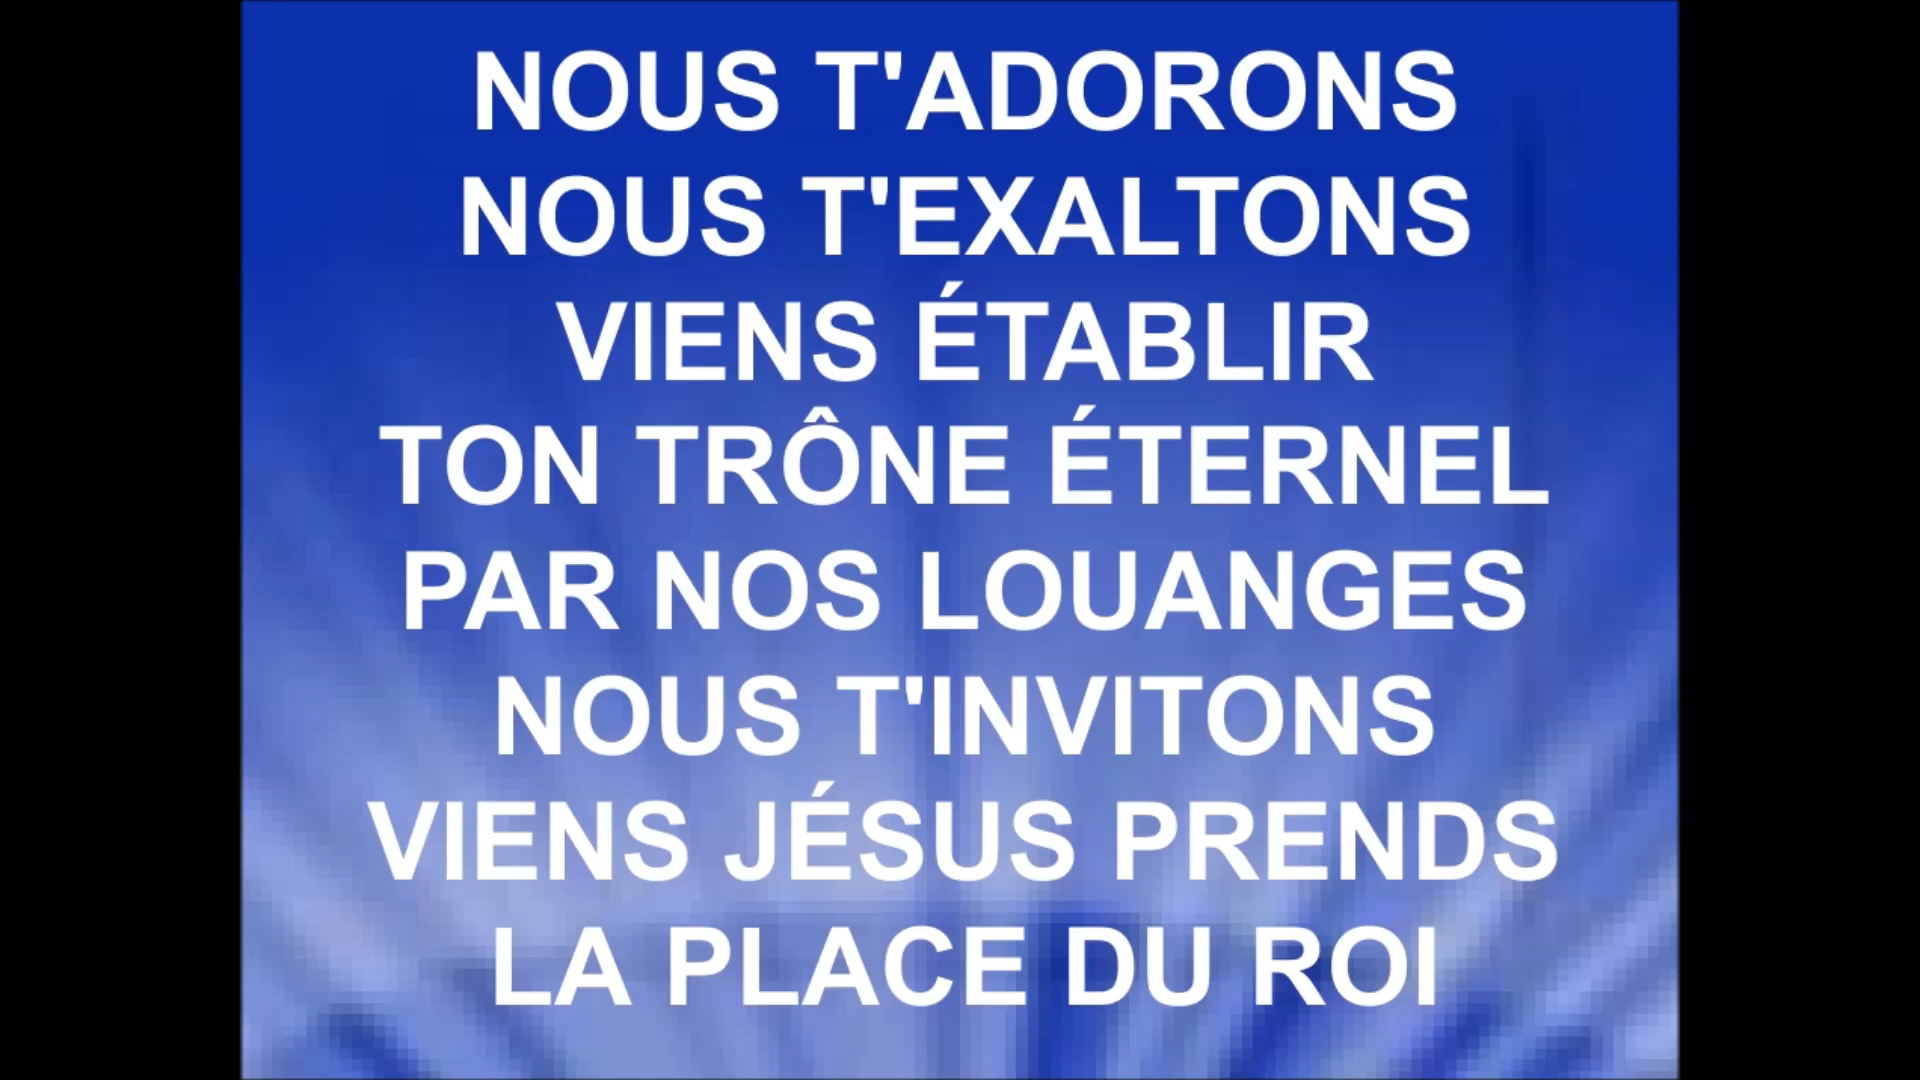 NOUS T'ADORONS
NOUS T'EXALTONS
VIENS ÉTABLIR
TON TRÔNE ÉTERNEL
PAR NOS LOUANGES
NOUS T'INVITONS
VIENS JÉSUS PRENDS
LA PLACE DU ROI